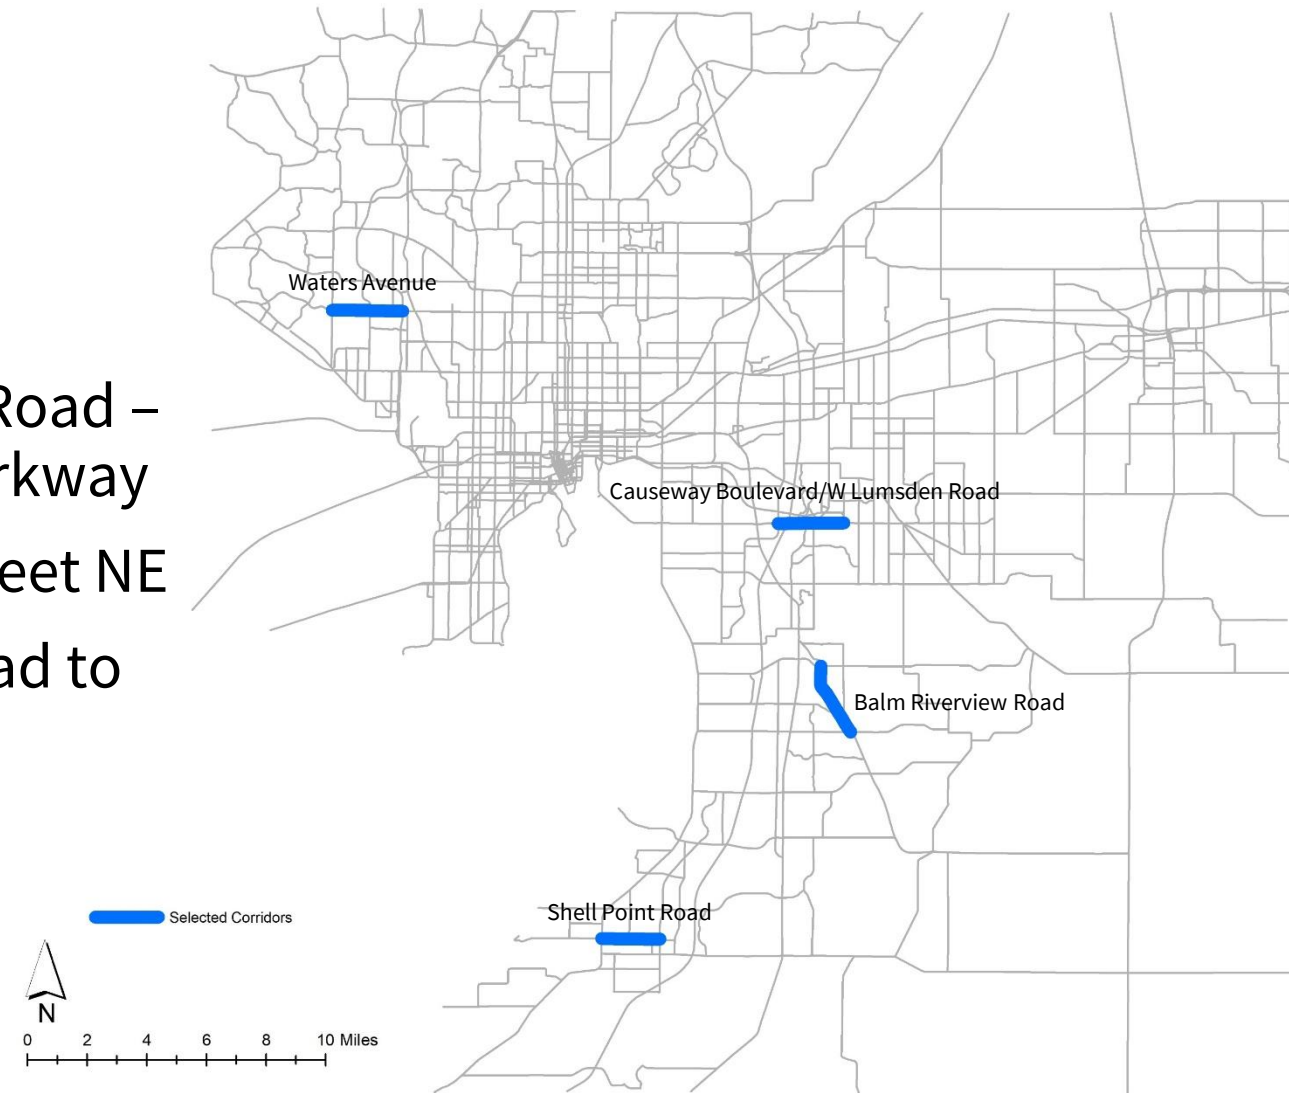 Waters Avenue
Road –
rkway
Causeway Boulevard/W Lumsden Road
eet NE
ad to
Balm Riverview Road
Shell Point Road
Selected Corridors
N
0 2 4 6 8 10 Miles